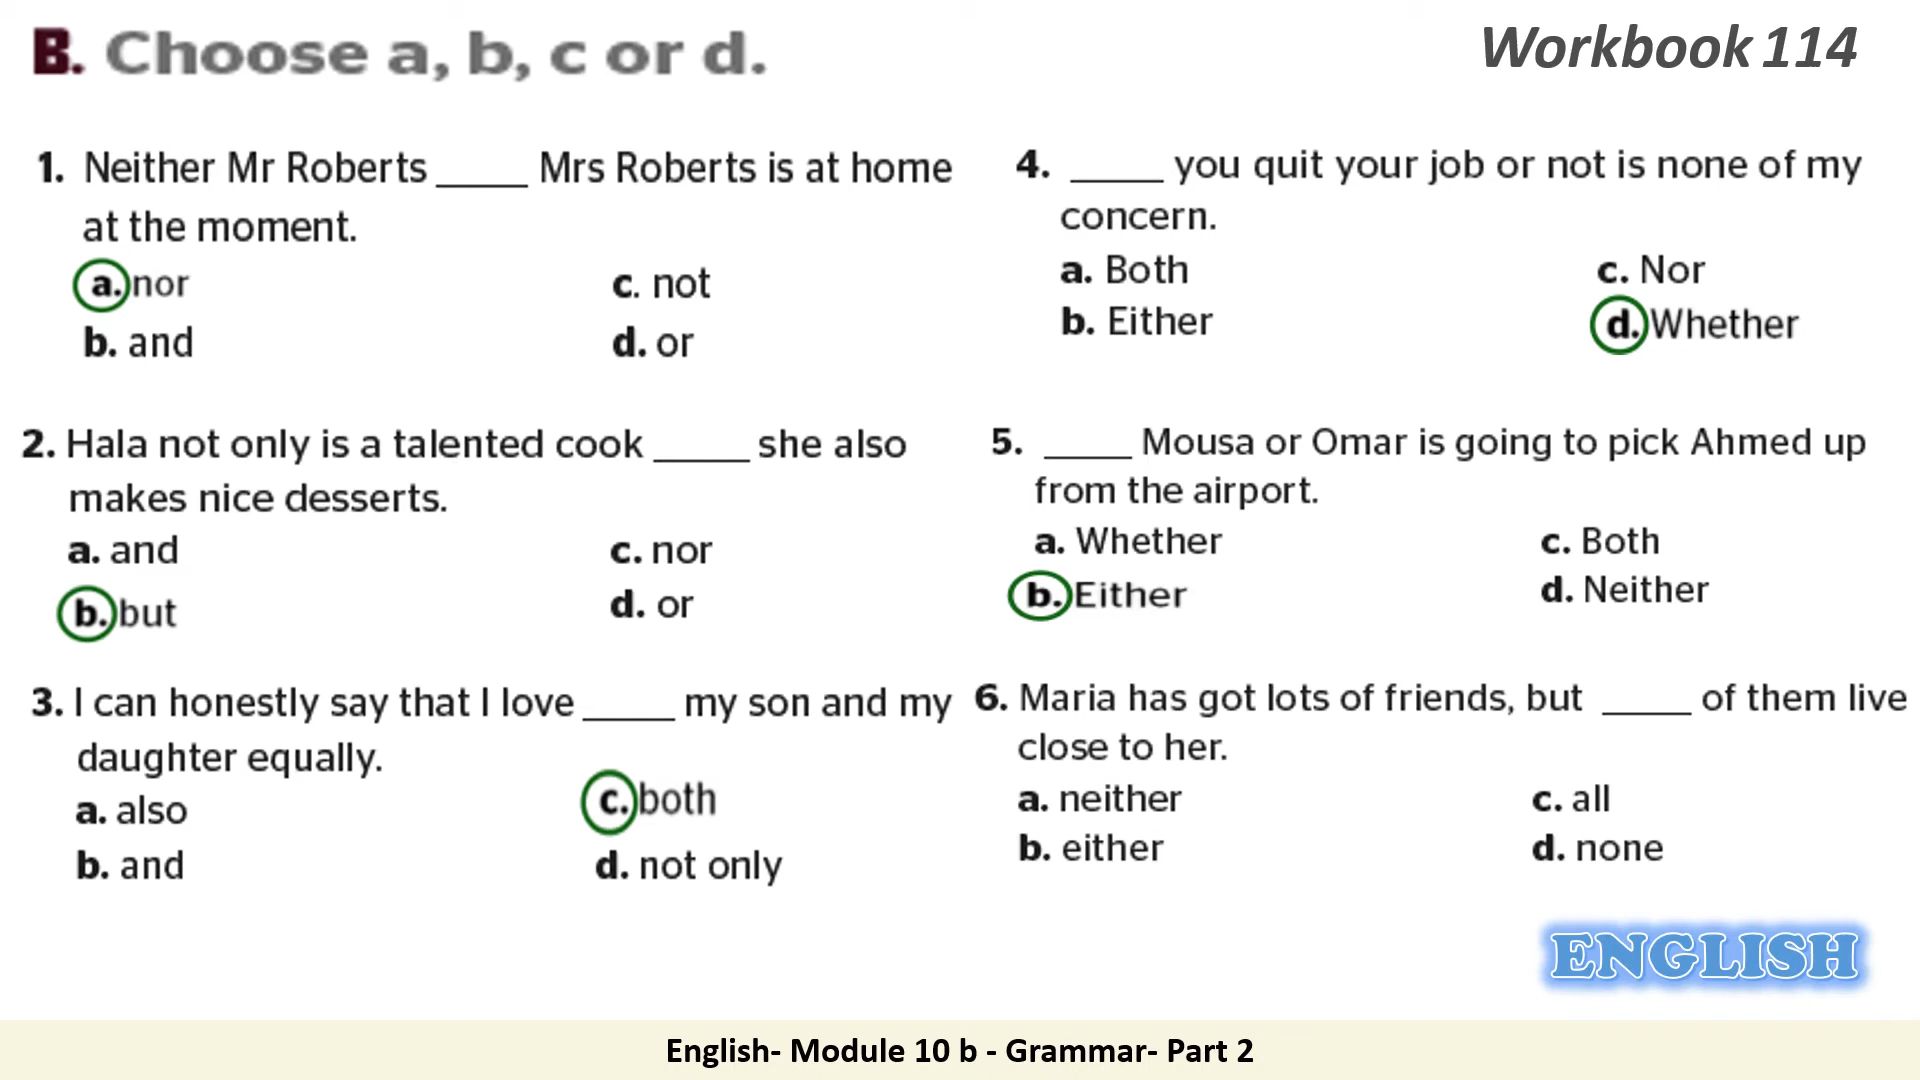 B. Choose a, b, c or d.
Workbook 114
1. Neither Mr Roberts _____ Mrs Roberts is at home
at the moment.
a. nor
c. not
b. and
d. or
2. Hala not only is a talented cook _____ she also
makes nice desserts.
a. and
c. nor
b. but
d. or
3. I can honestly say that I love _____ my son and my
daughter equally.
a. also
c. both
b. and
d. not only
4. _____ you quit your job or not is none of my
concern.
a. Both
c. Nor
b. Either
d. Whether
5. _____ Mousa or Omar is going to pick Ahmed up
from the airport.
a. Whether
c. Both
b. Either
d. Neither
6. Maria has got lots of friends, but _____ of them live
close to her.
a. neither
c. all
b. either
d. none
ENGLISH
English- Module 10 b - Grammar- Part 2